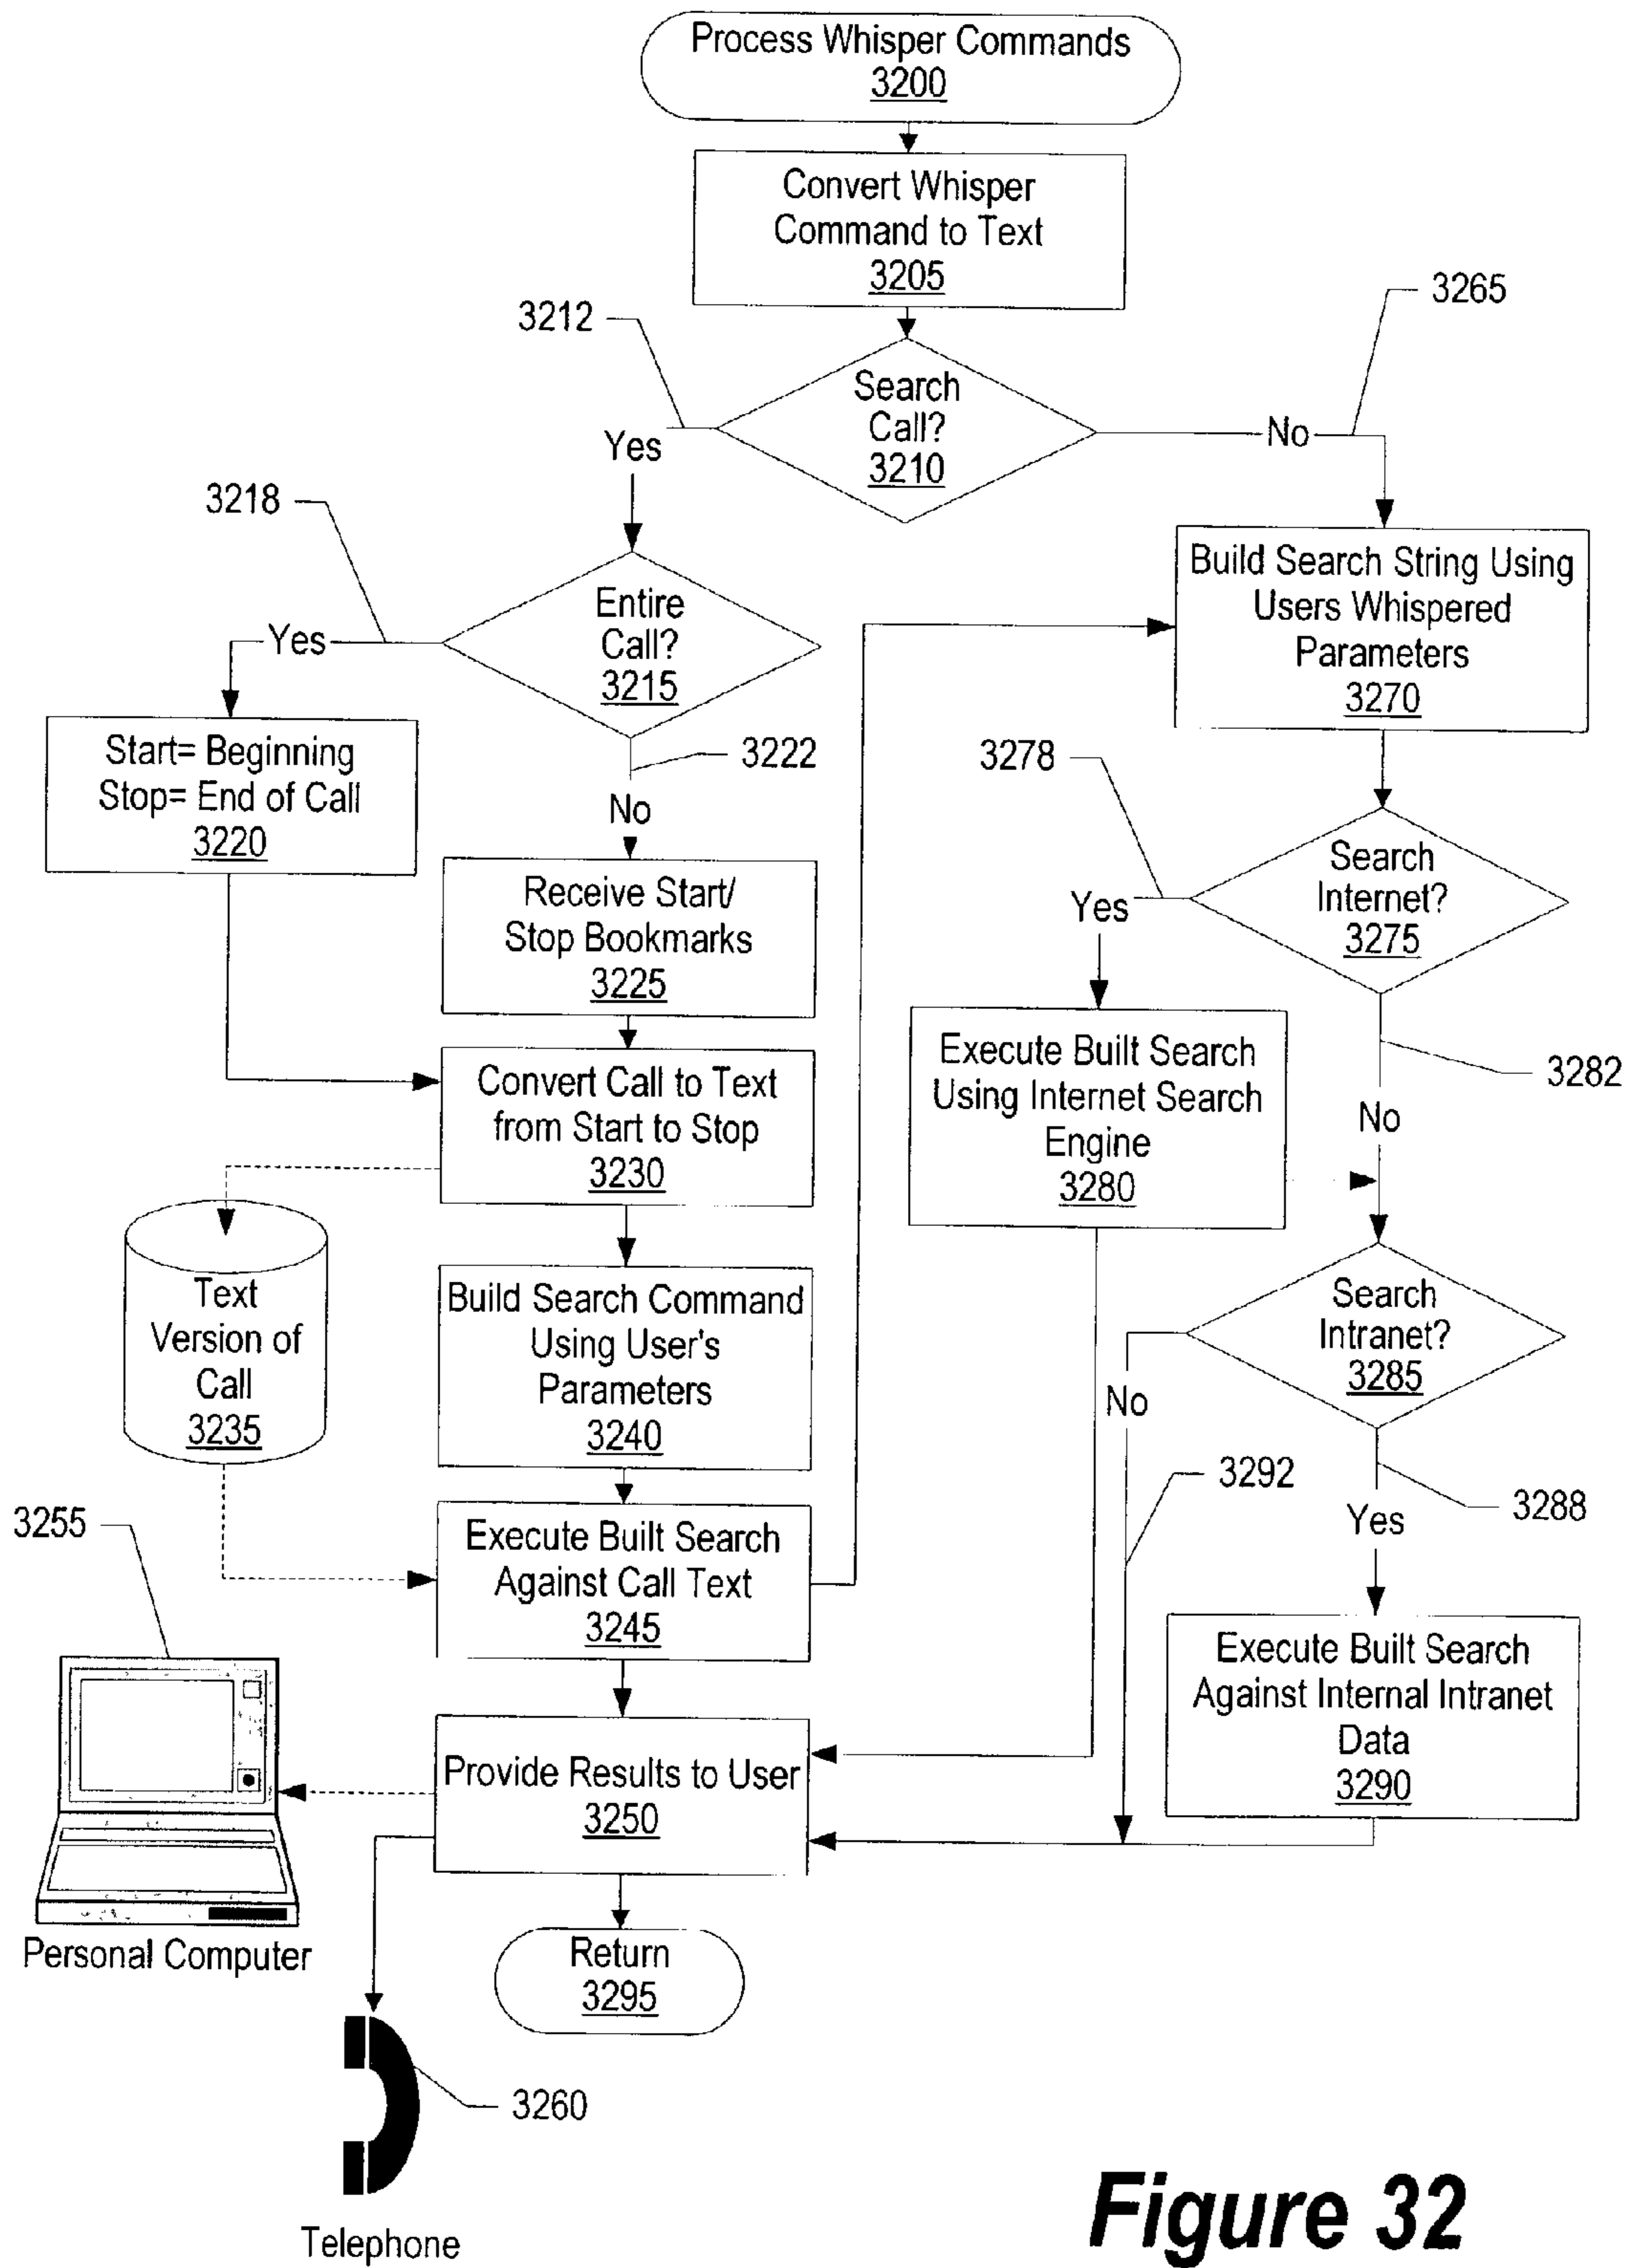 Process Whisper Commands
3200
Convert Whisper
Command to Text
3205
3265
3212
Search
Call?
3210
No
Yes
3218
Build Search String Using
Users Whispered
Parameters
3270
Entire
Call?
3215
Yes
3222
3278
Start= Beginning
Stop= End of Call
3220
No
Search
Internet?
3275
Yes
Receive Start/
Stop Bookmarks
3225
Execute Built Search
Using Internet Search
Engine
3280
3282
No
Convert Call to Text
from Start to Stop
3230
Text
Version of
Call
3235
Build Search Command
Using User's
Parameters
3240
Search
Intranet?
3285
No
3292
3288
Yes
3255
Execute Built Search
Against Call Text
3245
Execute Built Search
Against Internal Intranet
Data
3290
Provide Results to User
3250
Personal Computer
Return
3295
3260
Telephone
Figure 32